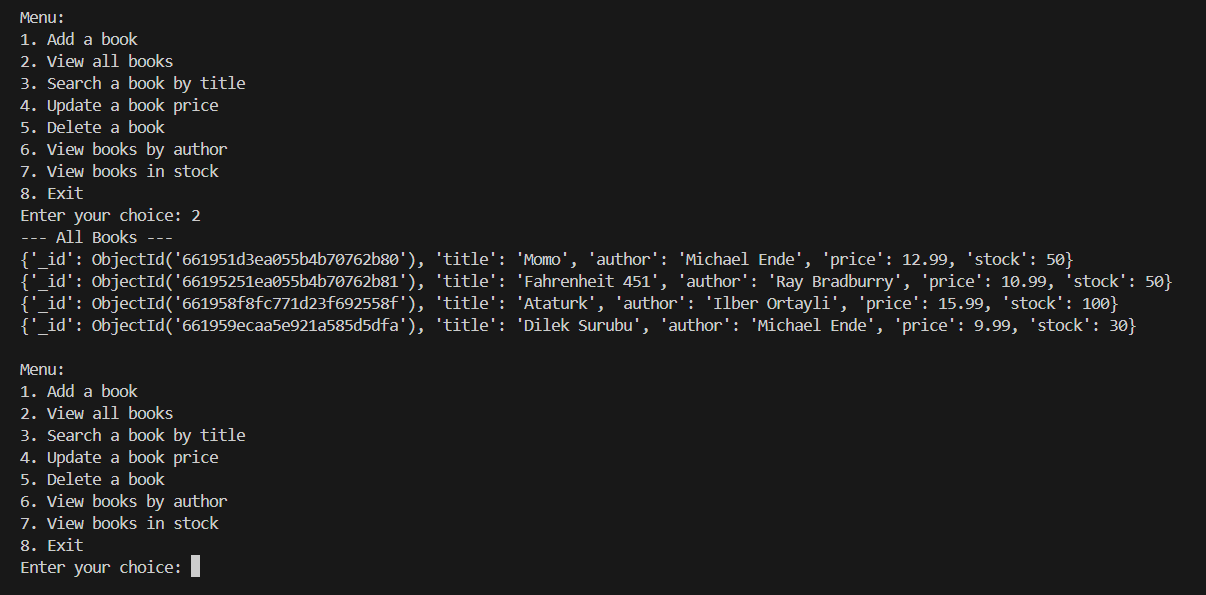 Menu:
1. Add a book
2. View all books
3. Search a book by title
4. Update a book price
5. Delete a book
6. View books by author
7. View books in stock
8. Exit
Enter your choice: 2
--- All Books ---
{'_id': ObjectId('661951d3ea055b4b70762b80'), 'title': 'Momo', 'author': 'Michael Ende', 'price': 12.99, 'stock': 50}
{'_id': ObjectId('66195251ea055b4b70762b81'), 'title': 'Fahrenheit 451', 'author': 'Ray Bradburry', 'price': 10.99, 'stock': 50}
{'_id': ObjectId('661958f8fc771d23f692558f'), 'title': 'Ataturk', 'author': 'Ilber Ortayli', 'price': 15.99, 'stock': 100}
{'_id': ObjectId('661959ecaa5e921a585d5dfa'), 'title': 'Dilek Surubu', 'author': 'Michael Ende', 'price': 9.99, 'stock': 30}
Menu:
1. Add a book
2. View all books
3. Search a book by title
4. Update a book price
5. Delete a book
6. View books by author
7. View books in stock
8. Exit
Enter your choice: